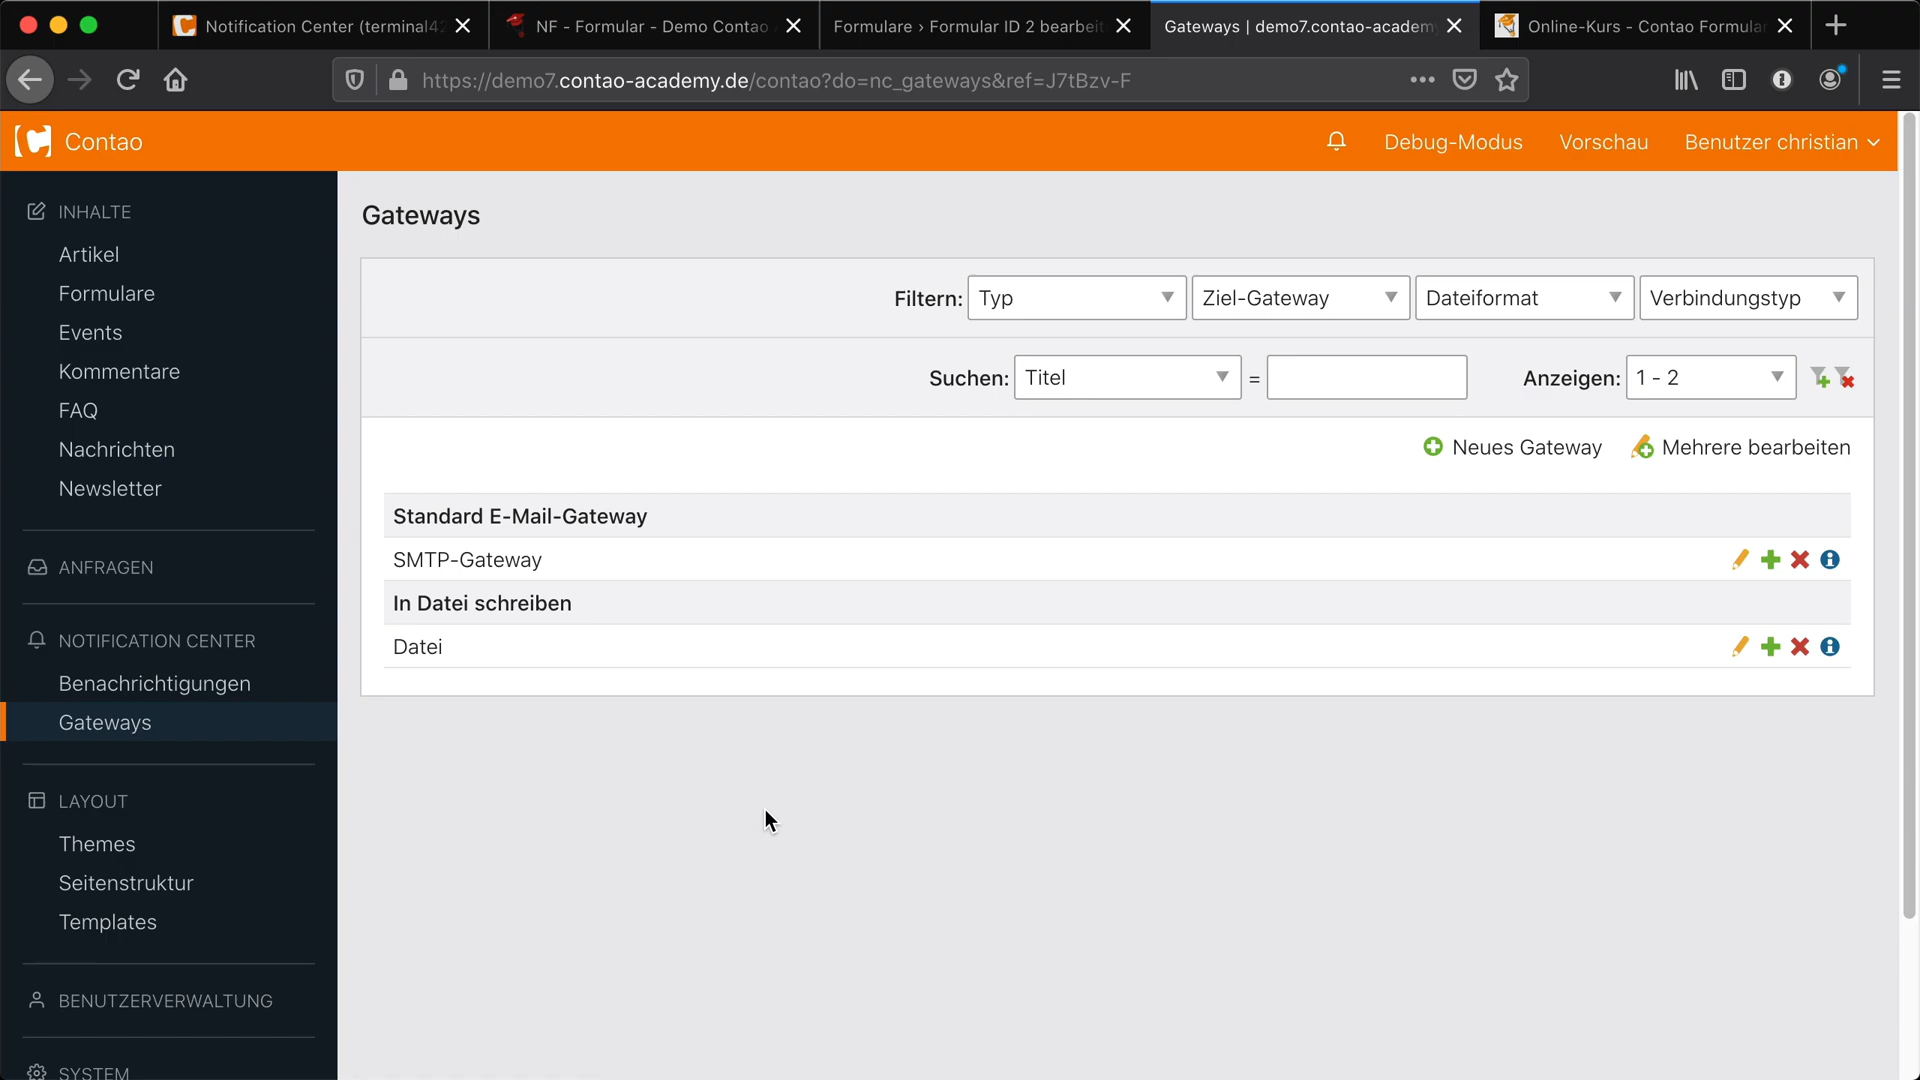 Notification Center (terminal42
NF - Formular - Demo Contao
Formulare › Formular ID 2 bearbeit
Gateways | demo7.contao-academ
Online-Kurs - Contao Formular
https://demo7.contao-academy.de/contao?do=nc_gateways&ref=J7tBzv-F
Contao
Debug-Modus
Vorschau
Benutzer christian
INHALTE
Artikel
Formulare
Events
Kommentare
FAQ
Nachrichten
Newsletter
ANFRAGEN
NOTIFICATION CENTER
Benachrichtigungen
Gateways
LAYOUT
Themes
Seitenstruktur
Templates
BENUTZERVERWALTUNG
SYSTEM
Gateways
Filtern: Typ Ziel-Gateway Dateiformat Verbindungstyp
Suchen: Titel = Anzeigen: 1 - 2
Neues Gateway Mehrere bearbeiten
Standard E-Mail-Gateway
SMTP-Gateway
In Datei schreiben
Datei